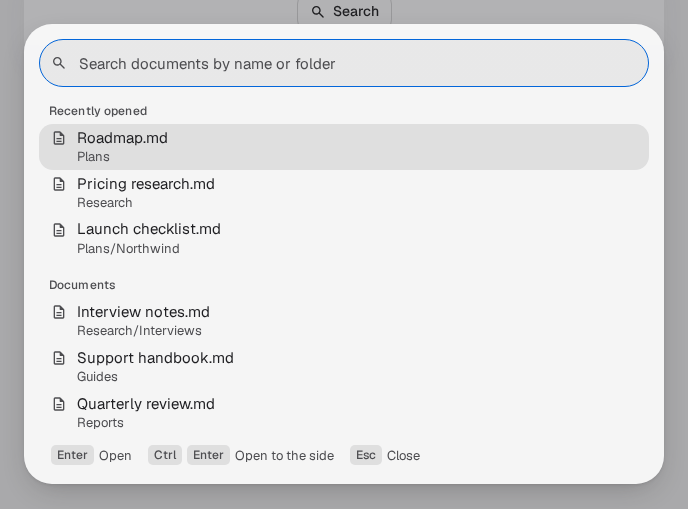 Search
Search documents by name or folder
Recently opened
Roadmap.md
Plans
Pricing research.md
Research
Launch checklist.md
Plans/Northwind
Documents
Interview notes.md
Research/Interviews
Support handbook.md
Guides
Quarterly review.md
Reports
Enter Open Ctrl Enter Open to the side Esc Close